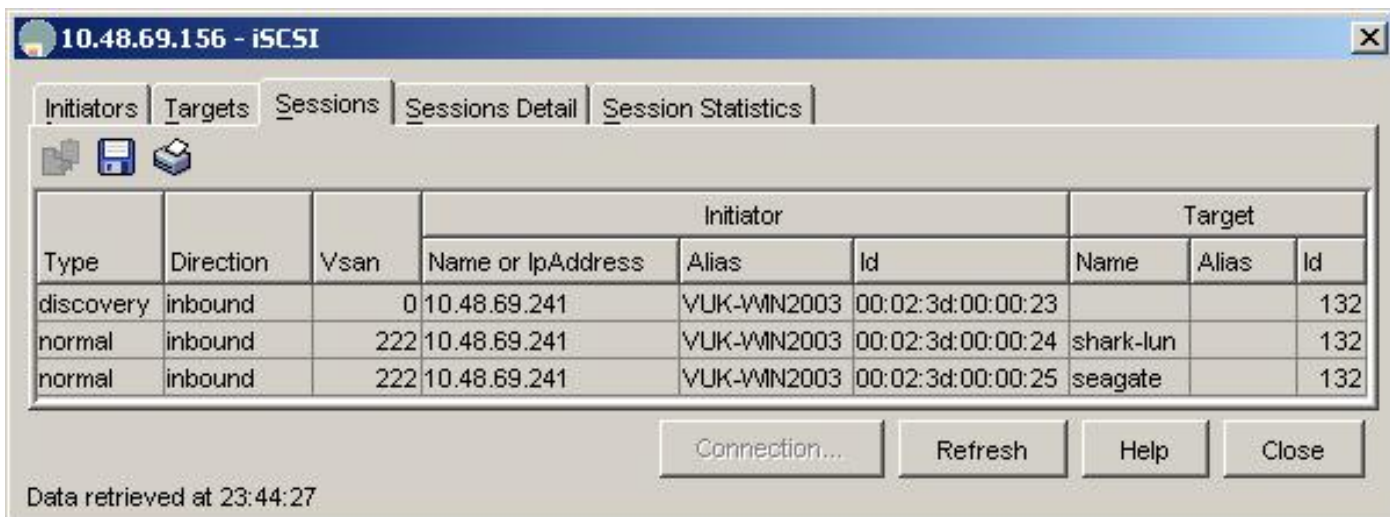 10.48.69.156 - iSCSI
Initiators Targets Sessions Sessions Detail Session Statistics
Initiator Target
Type Direction Vsan Name or IpAddress Alias Id Name Alias Id
discovery inbound 0 10.48.69.241 VUK-WIN2003 00:02:3d:00:00:23 132
normal inbound 222 10.48.69.241 VUK-WIN2003 00:02:3d:00:00:24 shark-lun 132
normal inbound 222 10.48.69.241 VUK-WIN2003 00:02:3d:00:00:25 seagate 132
Connection... Refresh Help Close
Data retrieved at 23:44:27